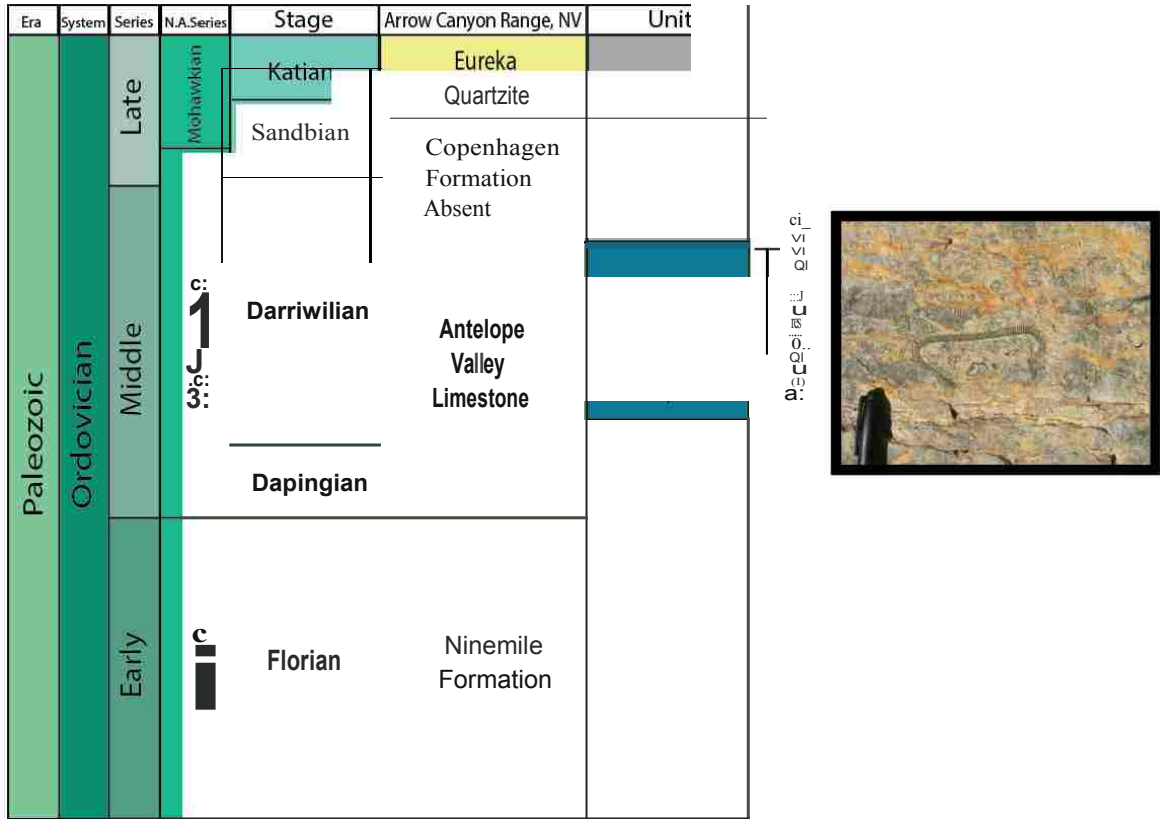 Era System Series N.A.Series Stage Arrow Canyon Range, NV Unit
Paleozoic
Ordovician
Late
Middle
Early
Mohawkian
Katian
Sandbian
Darriwilian
Dapingian
Florian
Eureka
Quartzite
Copenhagen
Formation
Absent
Antelope
Valley
Limestone
Ninemile
Formation